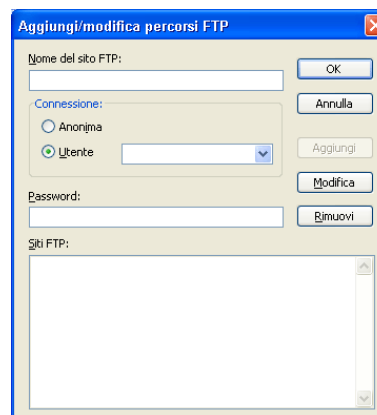 Aggiungi/modifica percorsi FTP
Nome del sito FTP:
OK
Connessione:
Annulla
Anonima
Utente
Aggiungi
Modifica
Password:
Rimuovi
Siti FTP: